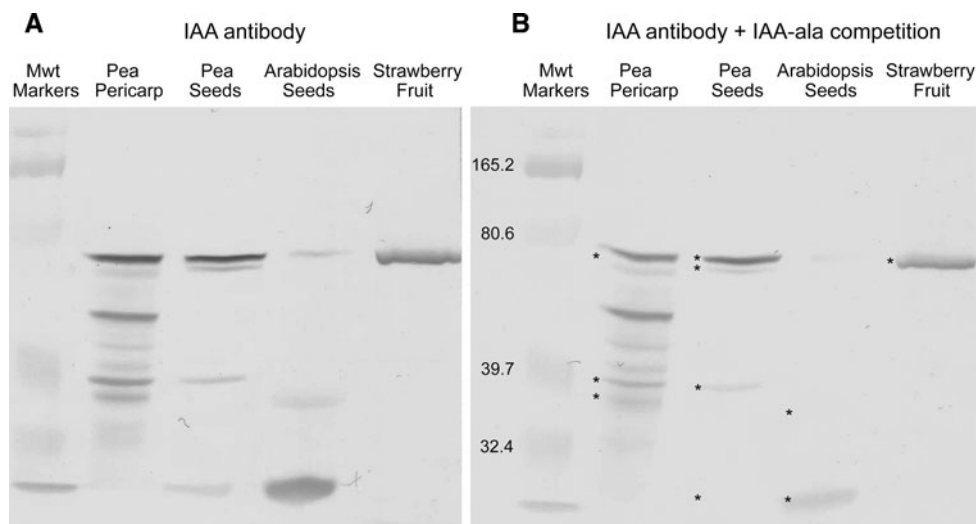 A
IAA antibody
Mwt Markers
Pea Pericarp
Pea Seeds
Arabidopsis Seeds
Strawberry Fruit
B
IAA antibody + IAA-ala competition
Mwt Markers
Pea Pericarp
Pea Seeds
Arabidopsis Seeds
Strawberry Fruit
165.2
80.6
*
*
*
*
39.7
*
*
*
*
32.4
*
*